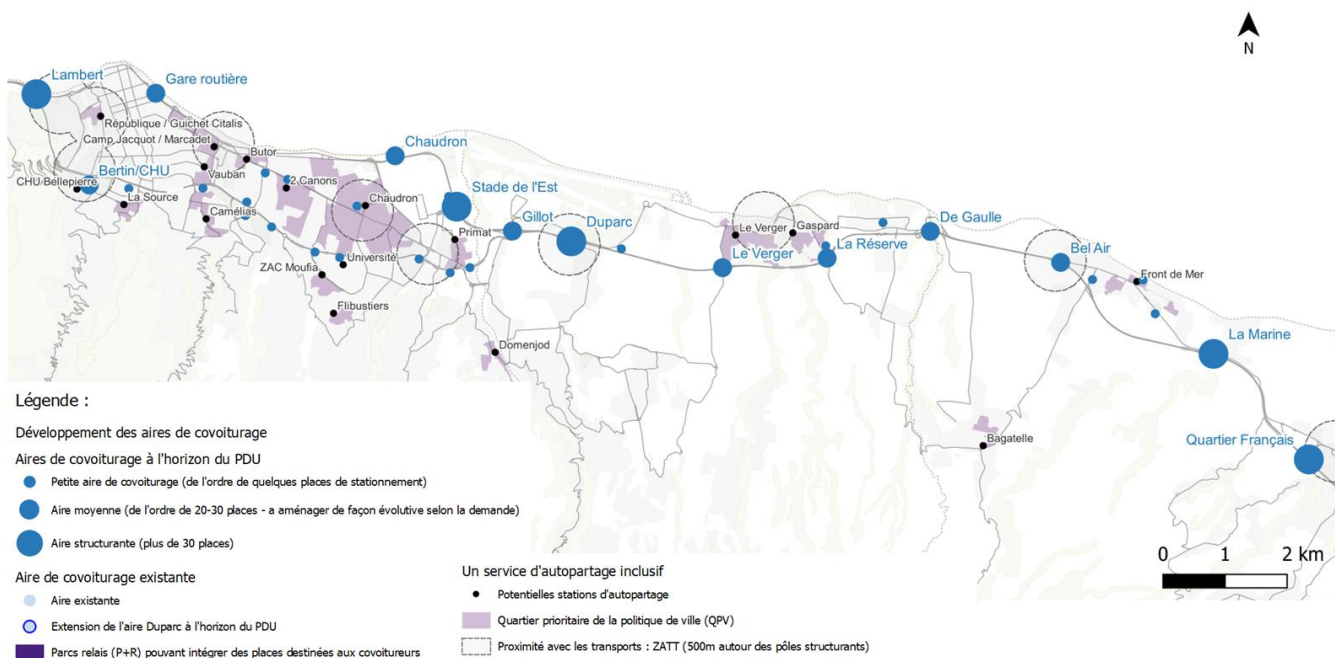 N
Lambert
Gare routière
République / Guichet Citalis
Camp Jacquot / Marcadet
Butor
Chaudron
Bertin/CHU
Vauban
CHU Bellepierre
2 Canons
La Source
Stade de l'Est
Chaudron
Camélias
Gillot
Duparc
Primat
Le Verger
Gaspard
De Gaulle
La Réserve
Le Verger
Bel Air
Université
ZAC Moufia
Front de Mer
Flibustiers
Domenjod
La Marine
Bagatelle
Quartier Français
0 1 2 km
Légende :
Développement des aires de covoiturage
Aires de covoiturage à l'horizon du PDU
Petite aire de covoiturage (de l'ordre de quelques places de stationnement)
Aire moyenne (de l'ordre de 20-30 places - a aménager de façon évolutive selon la demande)
Aire structurante (plus de 30 places)
Aire de covoiturage existante
Aire existante
Extension de l'aire Duparc à l'horizon du PDU
Parcs relais (P+R) pouvant intégrer des places destinées aux covoitureurs
Un service d'autopartage inclusif
Potentielles stations d'autopartage
Quartier prioritaire de la politique de ville (QPV)
Proximité avec les transports : ZATT (500m autour des pôles structurants)